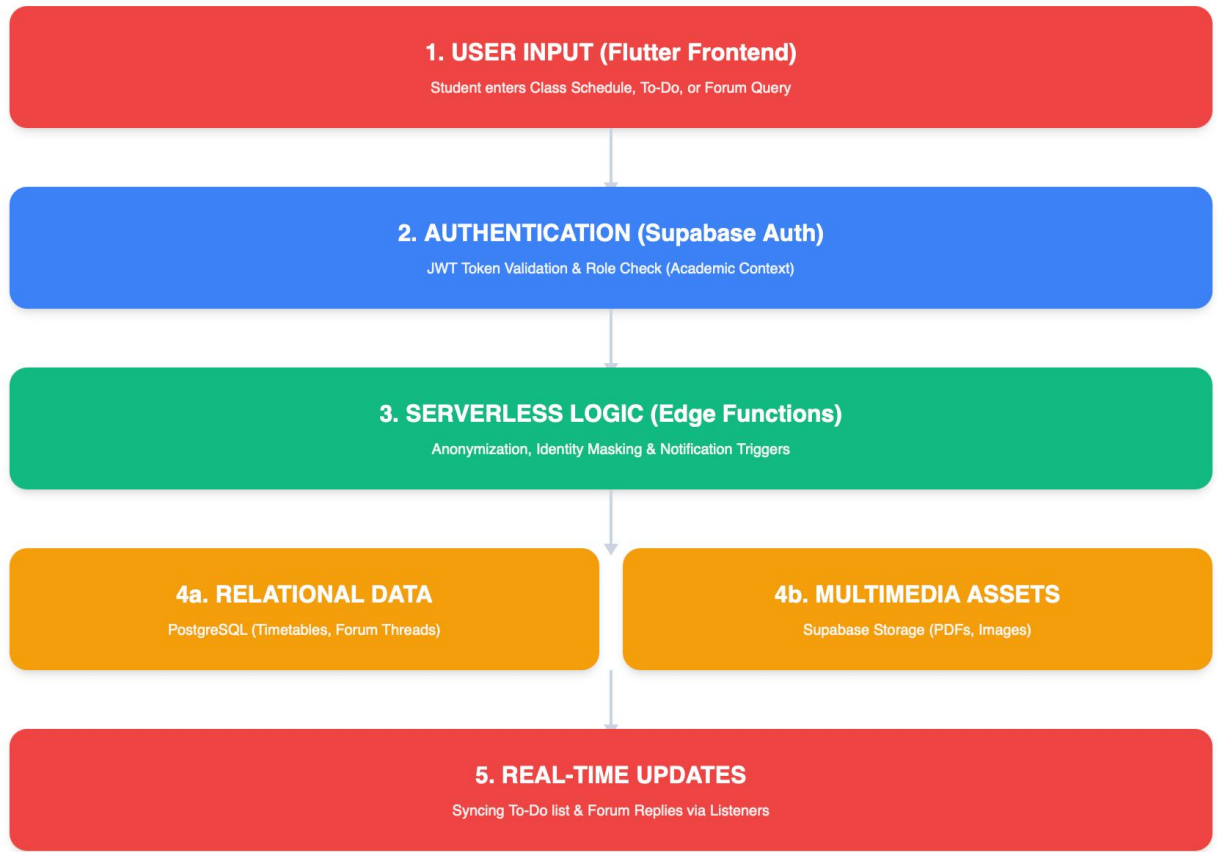 1. USER INPUT (Flutter Frontend)
Student enters Class Schedule, To-Do, or Forum Query
2. AUTHENTICATION (Supabase Auth)
JWT Token Validation & Role Check (Academic Context)
3. SERVERLESS LOGIC (Edge Functions)
Anonymization, Identity Masking & Notification Triggers
4a. RELATIONAL DATA
PostgreSQL (Timetables, Forum Threads)
4b. MULTIMEDIA ASSETS
Supabase Storage (PDFs, Images)
5. REAL-TIME UPDATES
Syncing To-Do list & Forum Replies via Listeners